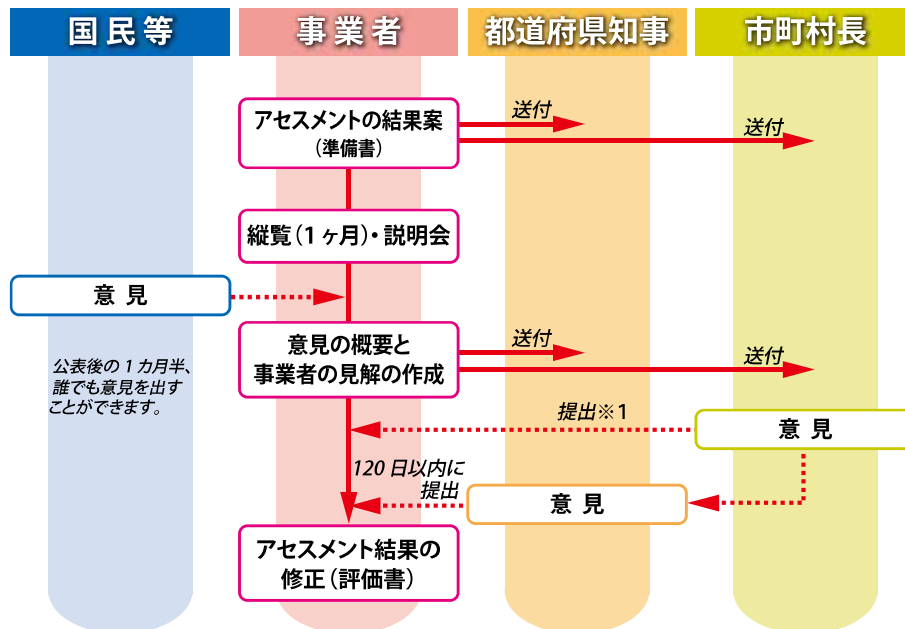 国民等
事業者
都道府県知事
市町村長
アセスメントの結果案
(準備書)
送付
送付
縦覧(1ヶ月)・説明会
意見
公表後の1カ月半、
誰でも意見を出す
ことができます。
意見の概要と
事業者の見解の作成
送付
送付
提出※1
意見
120日以内に
提出
意見
アセスメント結果の
修正(評価書)